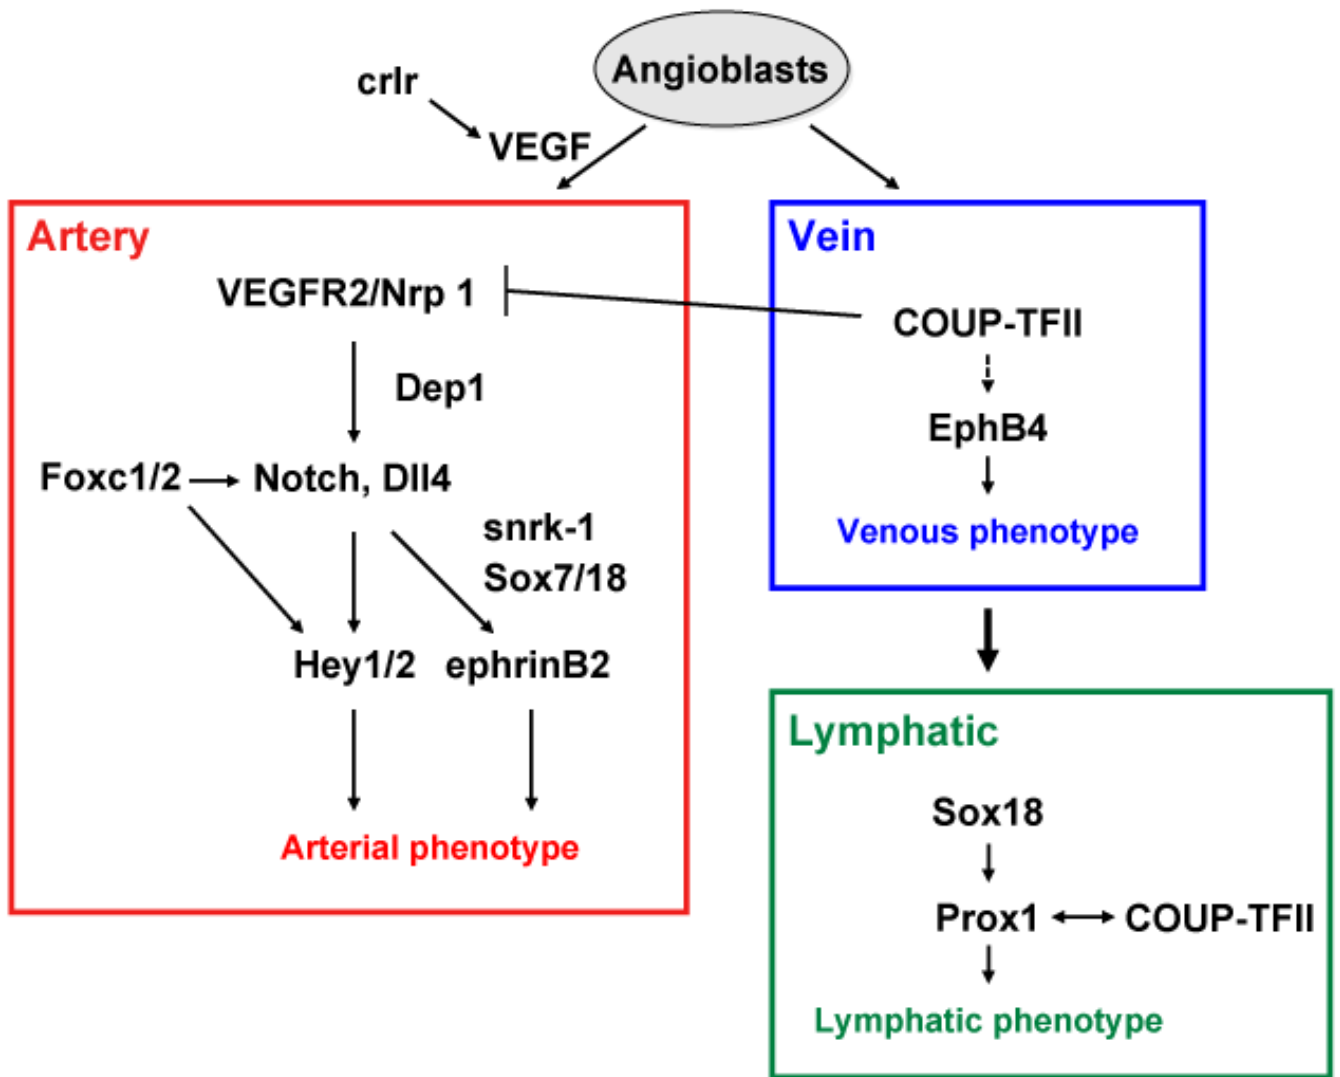 Angioblasts
crlr
VEGF
Artery
VEGFR2/Nrp 1
Dep1
Foxc1/2
Notch, Dll4
snrk-1
Sox7/18
Hey1/2
ephrinB2
Arterial phenotype
Vein
COUP-TFII
EphB4
Venous phenotype
Lymphatic
Sox18
Prox1
COUP-TFII
Lymphatic phenotype